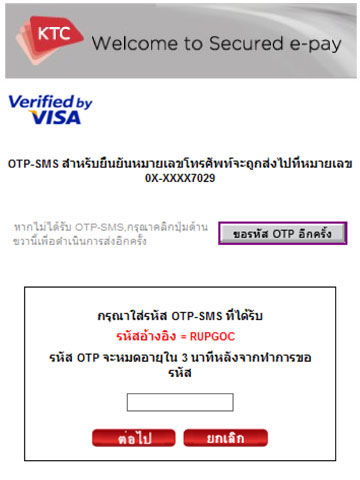 KTC
Welcome to Secured e-pay
Verified by
VISA
OTP-SMS สำหรับยืนยันหมายเลขโทรศัพท์จะถูกส่งไปที่หมายเลข
0X-XXXX7029
หากไม่ได้รับ OTP-SMS,กรุณาคลิกปุ่มด้าน
ขวานี้เพื่อดำเนินการส่งอีกครั้ง
ขอรหัส OTP อีกครั้ง
กรุณาใส่รหัส OTP-SMS ที่ได้รับ
รหัสอ้างอิง = RUPGOC
รหัส OTP จะหมดอายุใน 3 นาทีหลังจากทำการขอ
รหัส
ต่อไป
ยกเลิก